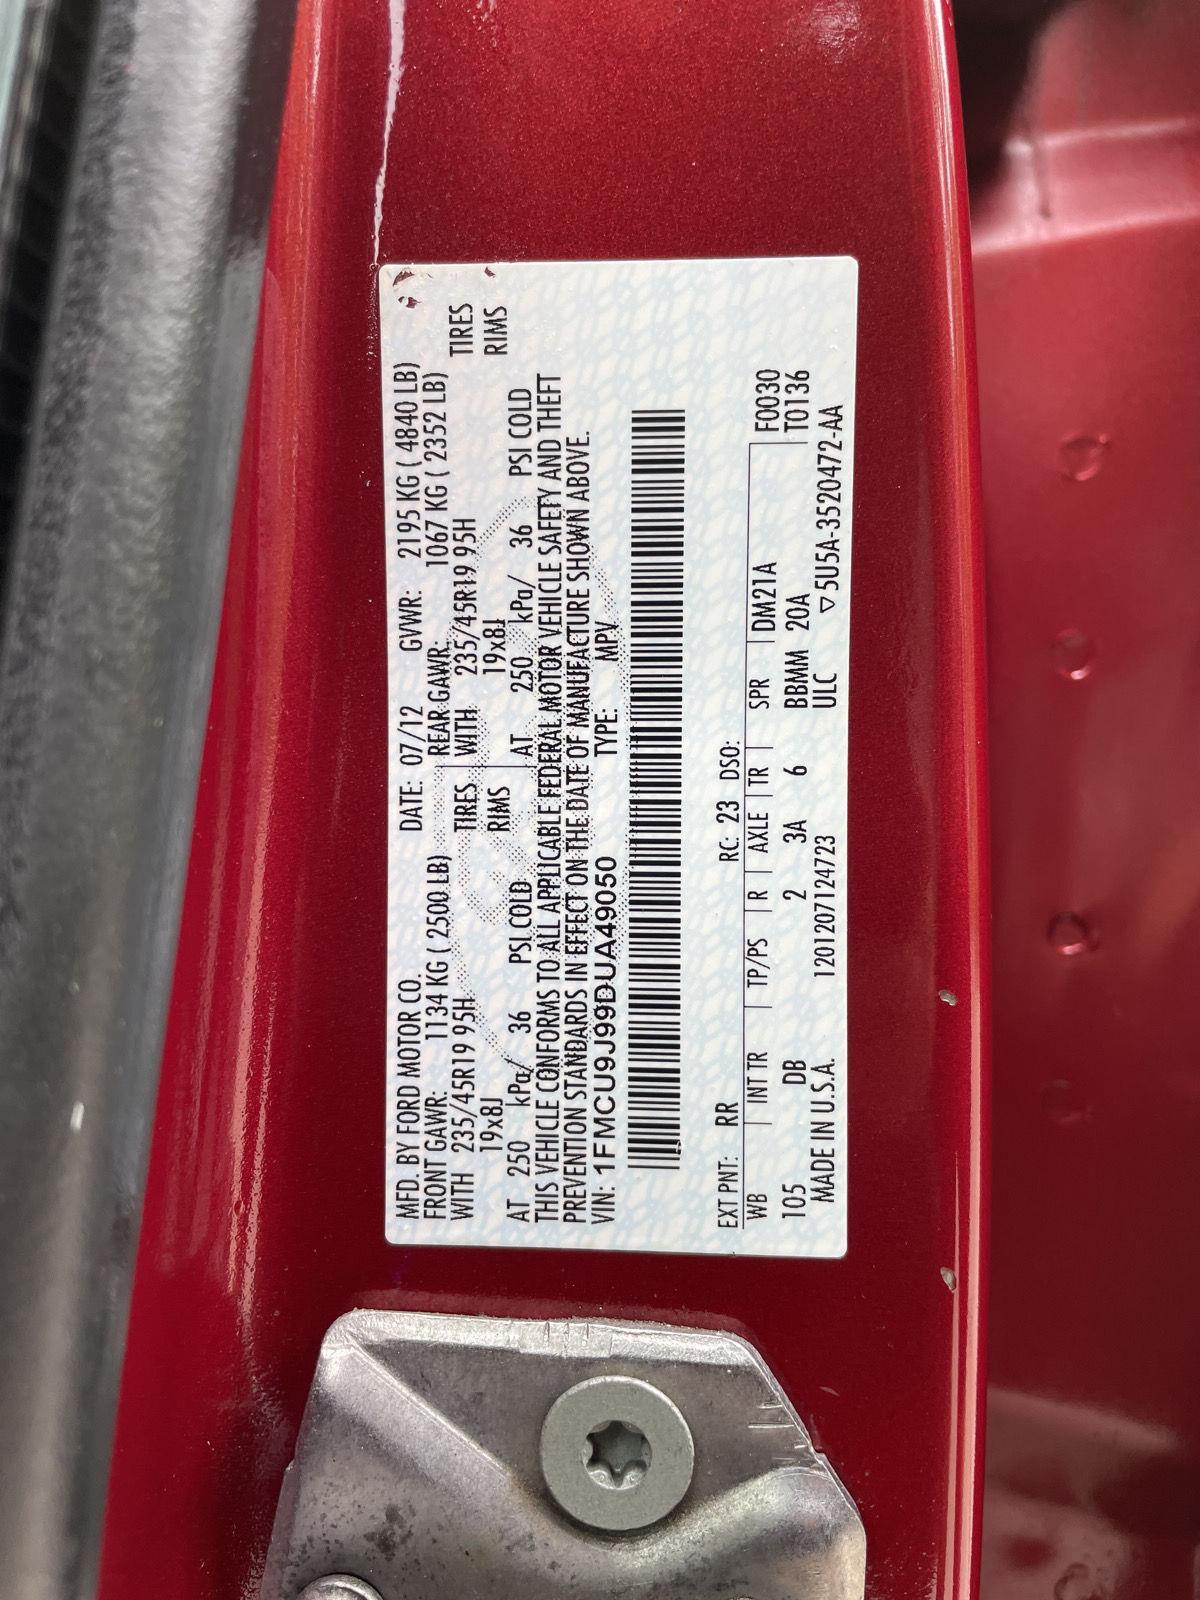 MFD. BY FORD MOTOR CO. DATE: 07/12 GVWR: 2195 KG ( 4840 LB)
FRONT GAWR: 1134 KG ( 2500 LB) REAR GAWR: 1067 KG ( 2352 LB)
WITH 235/45R19 95H TIRES WITH 235/45R19 95H TIRES
19x8J RIMS 19x8J RIMS
AT 250 kPa/ 36 PSI COLD AT 250 kPa/ 36 PSI COLD
THIS VEHICLE CONFORMS TO ALL APPLICABLE FEDERAL MOTOR VEHICLE SAFETY AND THEFT
PREVENTION STANDARDS IN EFFECT ON THE DATE OF MANUFACTURE SHOWN ABOVE.
VIN: 1FMCU9J99DUA49050 TYPE: MPV
EXT PNT: RR RC: 23 DSO: F0030
WB INT TR TP/PS R AXLE TR SPR DM21A T0136
105 DB 2 3A 6 BBMM 20A
MADE IN U.S.A. 1201207124723 ULC ▽5U5A-3520472-AA